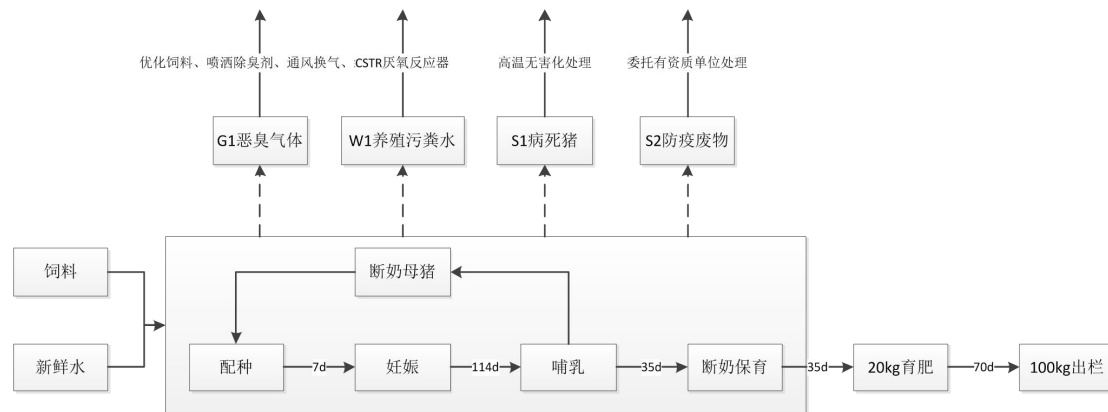 优化饲料、喷洒除臭剂、通风换气、
CSTR厌氧反应器
高温无害化处理
委托有资质单位处理
G1恶臭气体
W1养殖污粪水
S1病死猪
S2防疫废物
饲料
断奶母猪
新鲜水
配种
7d
妊娠
114d
哺乳
35d
断奶保育
35d
20kg育肥
70d
100kg出栏